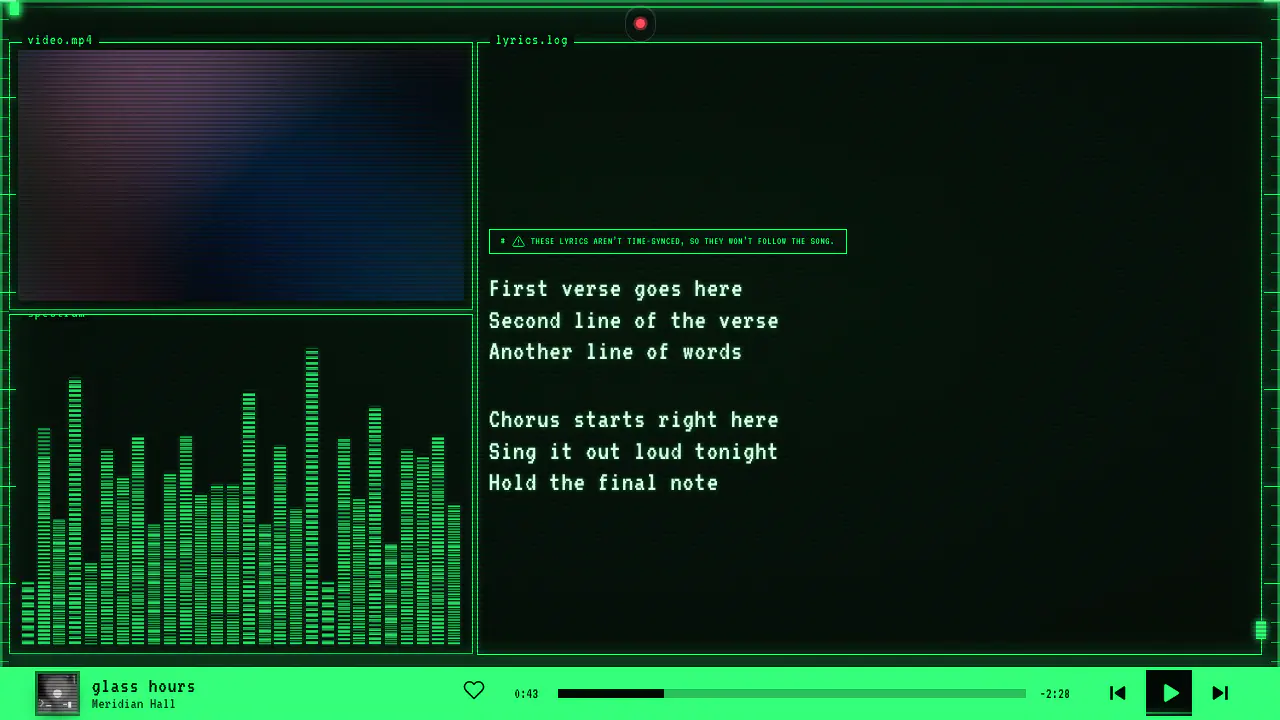 video.mp4
lyrics.log
# THESE LYRICS AREN'T TIME-SYNCED, SO THEY WON'T FOLLOW THE SONG.
First verse goes here
Second line of the verse
Another line of words
Chorus starts right here
Sing it out loud tonight
Hold the final note
spectrum
glass hours
Meridian Hall
0:43
-2:28